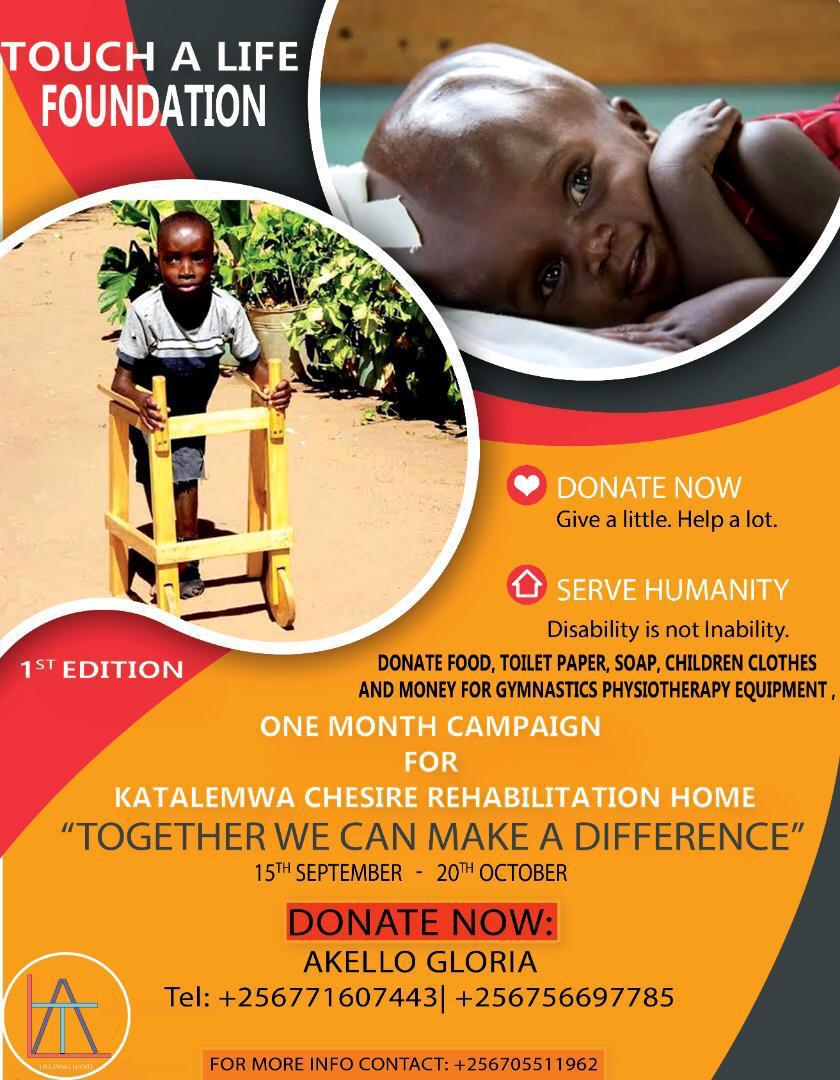 TOUCH A LIFE
FOUNDATION
DONATE NOW
Give a little. Help a lot.
SERVE HUMANITY
Disability is not Inability.
1ST EDITION
DONATE FOOD, TOILET PAPER, SOAP, CHILDREN CLOTHES
AND MONEY FOR GYMNASTICS PHYSIOTHERAPY EQUIPMENT ,
ONE MONTH CAMPAIGN
FOR
KATALEMWA CHESIRE REHABILITATION HOME
“TOGETHER WE CAN MAKE A DIFFERENCE”
15TH SEPTEMBER - 20TH OCTOBER
DONATE NOW:
AKELLO GLORIA
Tel: +256771607443| +256756697785
HELPING HAND
FOR MORE INFO CONTACT: +256705511962